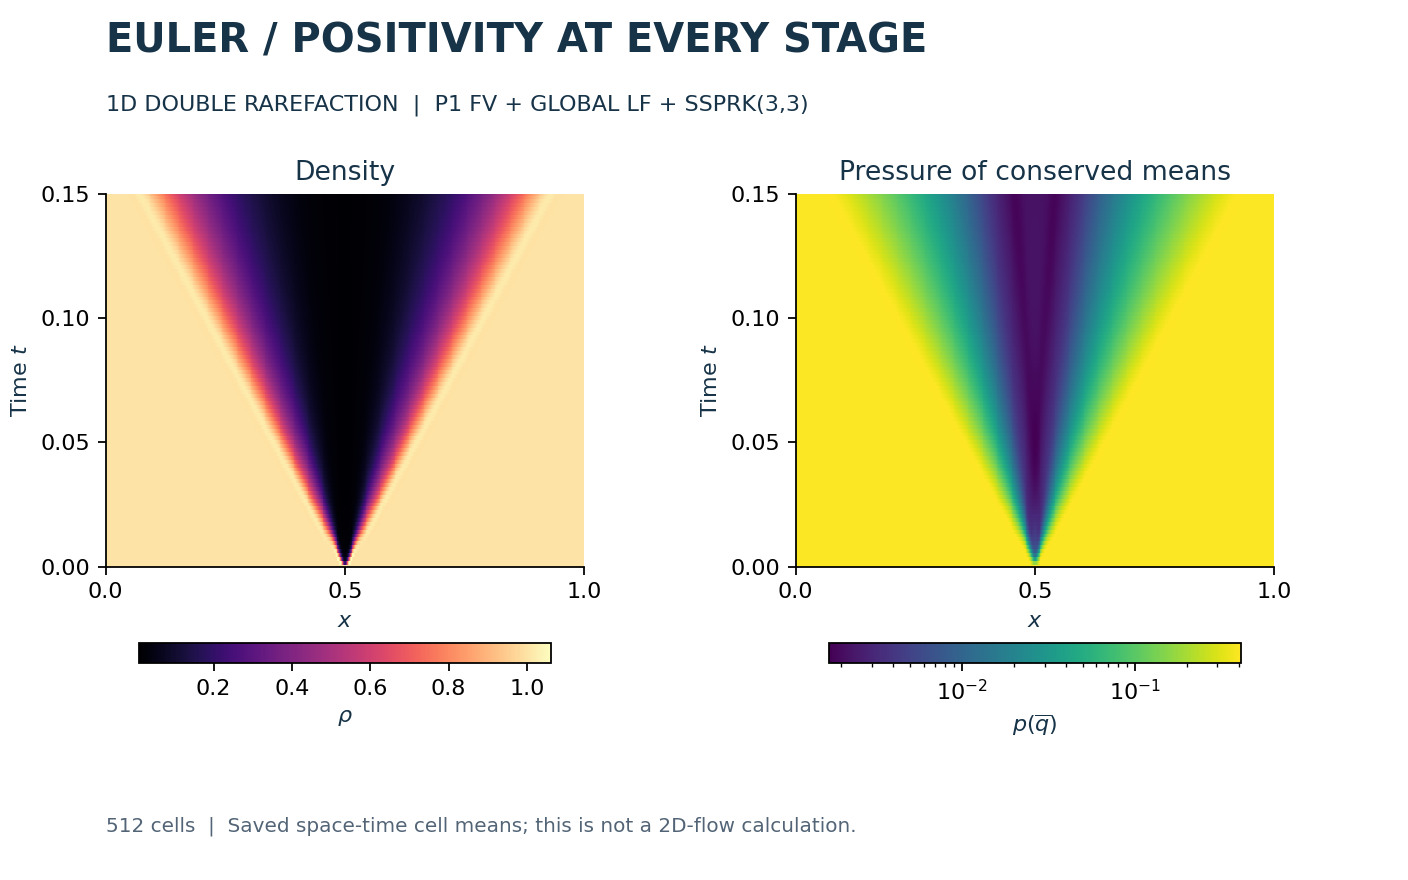 EULER / POSITIVITY AT EVERY STAGE
1D DOUBLE RAREFACTION | P1 FV + GLOBAL LF + SSPRK(3,3)
Density
0.15
0.10
0.05
0.00
Time t
0.0 0.5 1.0
x
0.2 0.4 0.6 0.8 1.0
ρ
Pressure of conserved means
0.15
0.10
0.05
0.00
Time t
0.0 0.5 1.0
x
10⁻² 10⁻¹
p(q̅)
512 cells | Saved space-time cell means; this is not a 2D-flow calculation.